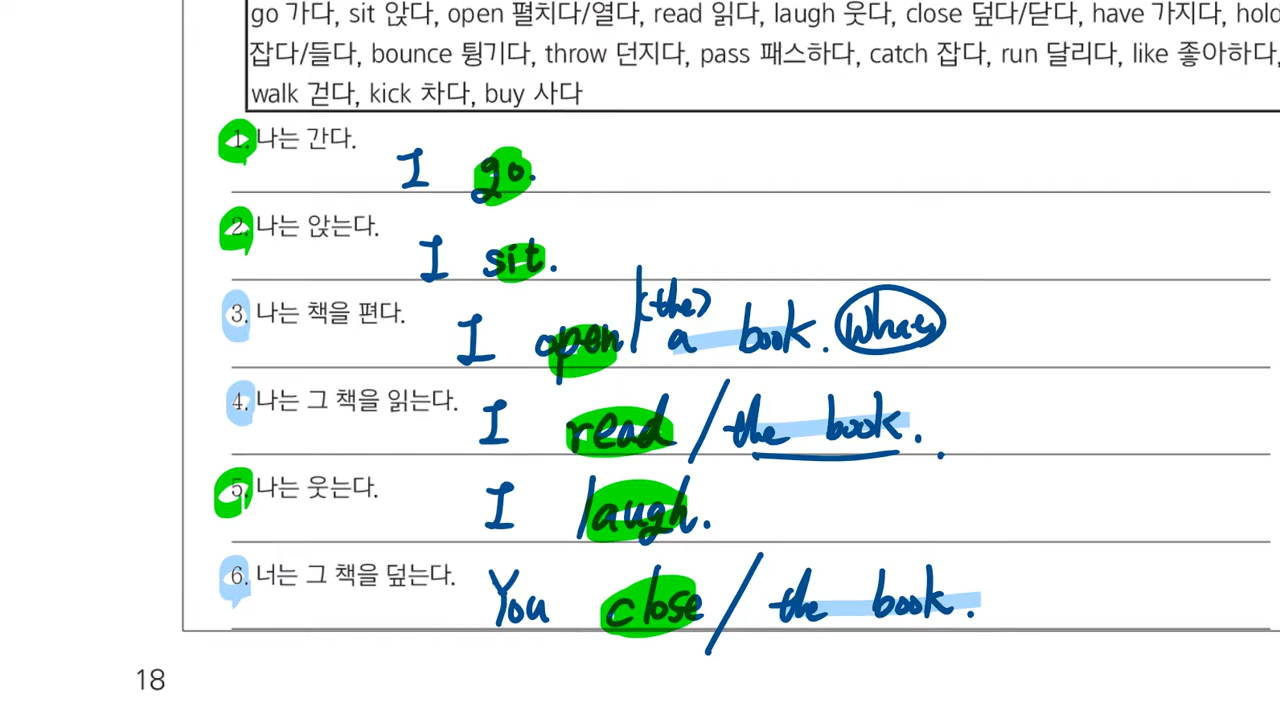 go 가다, sit 앉다, open 펼치다/열다, read 읽다, laugh 웃다, close 덮다/닫다, have 가지다, hold
잡다/들다, bounce 튕기다, throw 던지다, pass 패스하다, catch 잡다, run 달리다, like 좋아하다,
walk 걷다, kick 차다, buy 사다
1. 나는 간다.
I go.
2. 나는 앉는다.
I sit.
3. 나는 책을 편다.
I open / (the) a book.
4. 나는 그 책을 읽는다.
I read / the book.
5. 나는 웃는다.
I laugh.
6. 너는 그 책을 덮는다.
You close / the book.
18